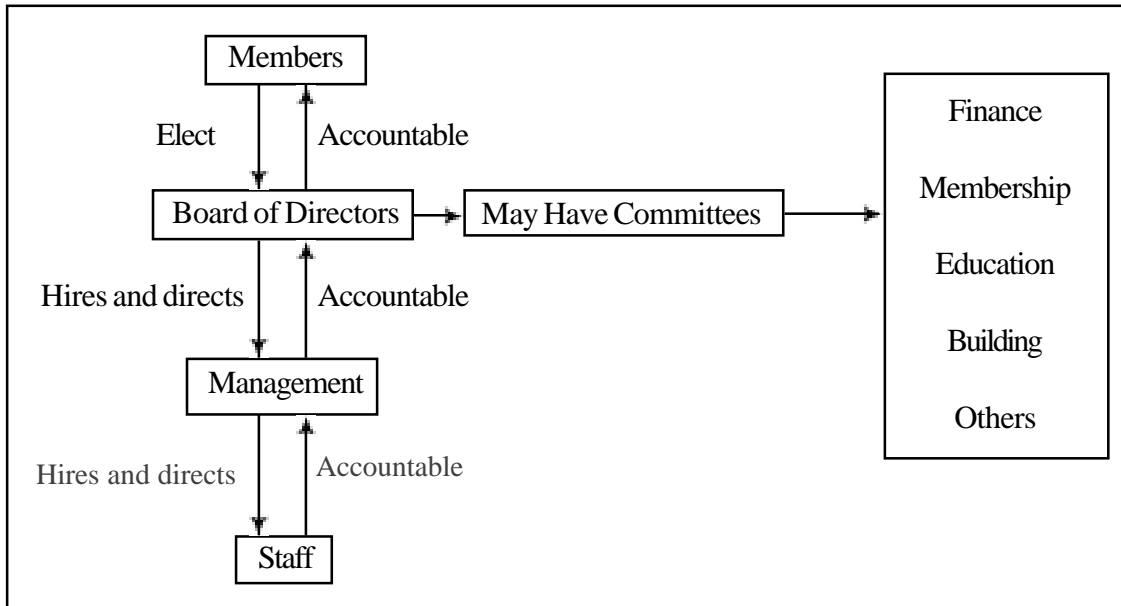 Members
Elect
Accountable
Board of Directors
May Have Committees
Hires and directs
Accountable
Management
Hires and directs
Accountable
Staff
Finance
Membership
Education
Building
Others